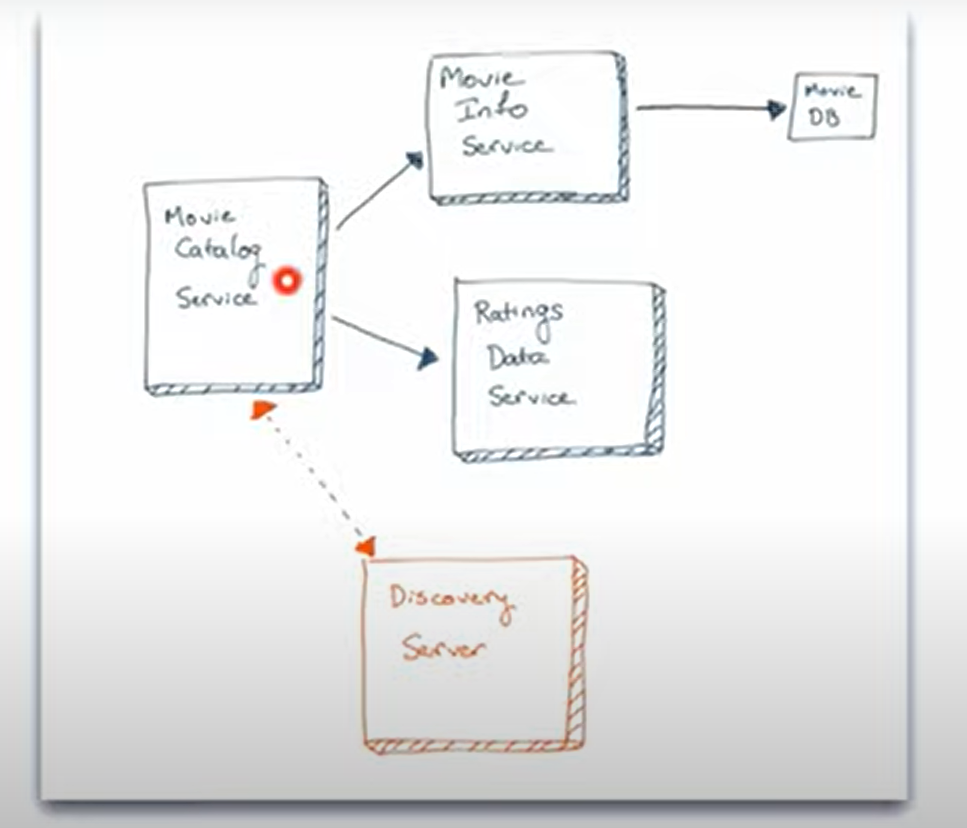 Movie
Info
Service
Movie
DB
Movie
Catalog
Service
Ratings
Data
Service
Discovery
Server